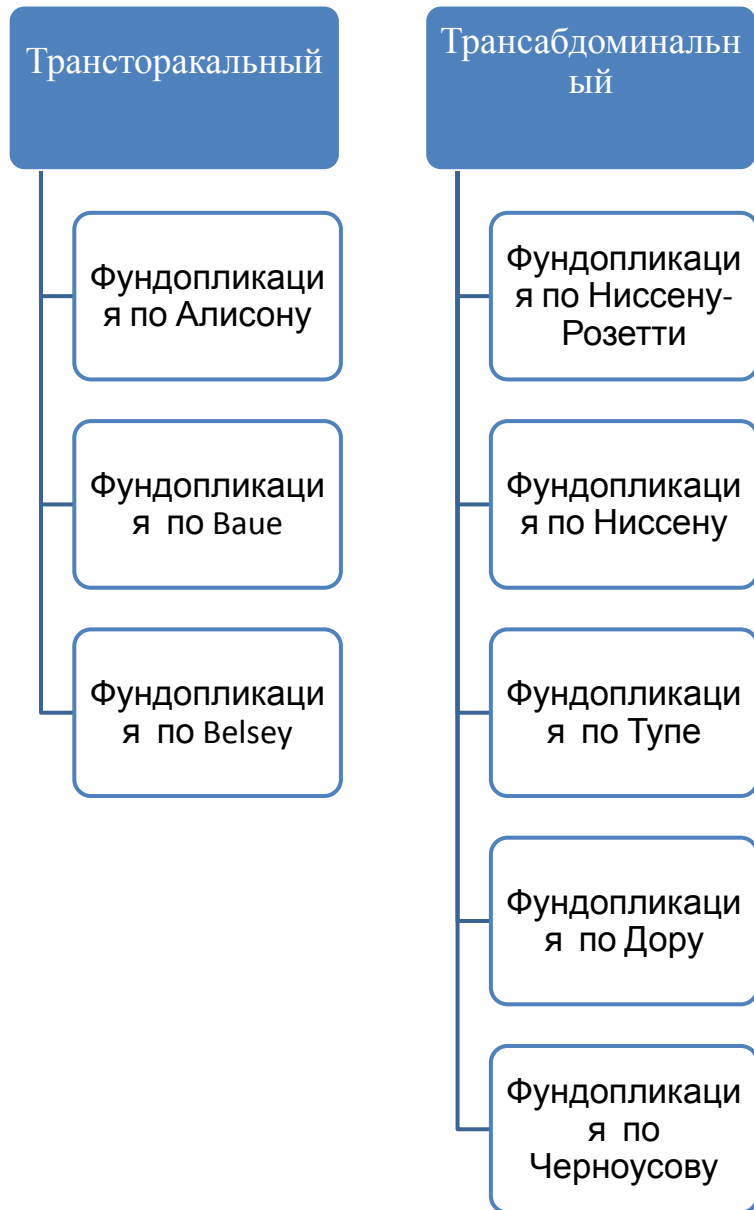 Трансторакальный
Фундопликаци
я по Алисону
Фундопликаци
я по Baue
Фундопликаци
я по Belsey
Трансабдоминальн
ый
Фундопликаци
я по Ниссену-
Розетти
Фундопликаци
я по Ниссену
Фундопликаци
я по Тупе
Фундопликаци
я по Дору
Фундопликаци
я по
Черноусову